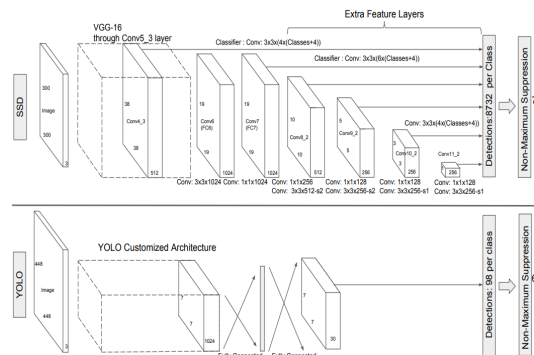 Extra Feature Layers
VGG-16
through Conv5_3 layer
Classifier : Conv: 3x3x(4x(Classes+4))
Classifier : Conv: 3x3x(6x(Classes+4))
SSD
300
Image
300
3
38
Conv4_3
38
512
19
Conv6
(FC6)
19
1024
19
Conv7
(FC7)
19
1024
10
Conv8_2
10
512
5
Conv9_2
5
256
Conv: 3x3x(4x(Classes+4))
3
Conv10_2
3
256
Conv11_2
256
Detections:8732 per Class
Non-Maximum Suppression
Conv: 3x3x1024
Conv: 1x1x1024
Conv: 1x1x256
Conv: 3x3x512-s2
Conv: 1x1x128
Conv: 3x3x256-s2
Conv: 1x1x128
Conv: 3x3x256-s1
Conv: 1x1x128
Conv: 3x3x256-s1
YOLO Customized Architecture
YOLO
448
Image
448
3
7
7
1024
7
7
30
Detections: 98 per class
Non-Maximum Suppression